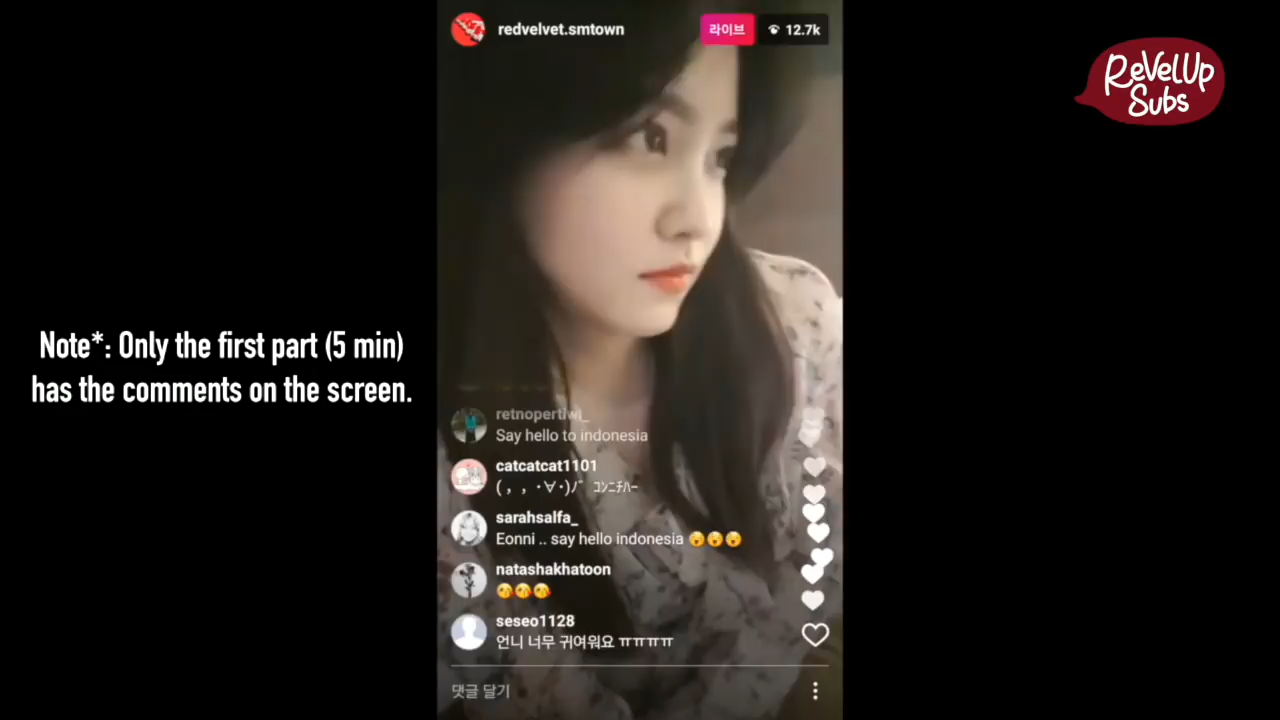 redvelvet.smtown
라이브
12.7k
ReVelUp
Subs
Note*: Only the first part (5 min)
has the comments on the screen.
retnopertiwi_
Say hello to indonesia
catcatcat1101
( , , ･∀･)ﾉﾞ ｺﾝﾆﾁﾊｰ
sarahsalfa_
Eonni .. say hello indonesia 😲😲😲
natashakhatoon
😘😘😘
seseo1128
언니 너무 귀여워요 ㅠㅠㅠㅠ
댓글 달기